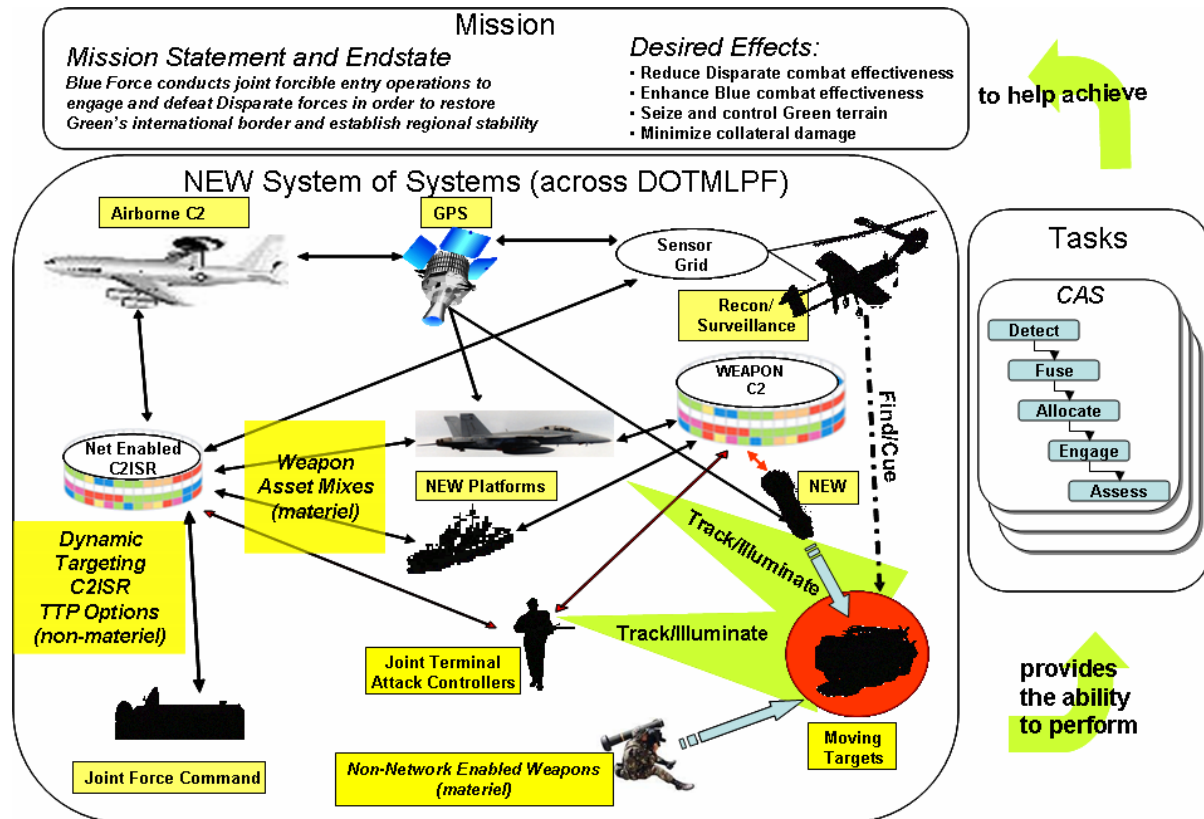 Mission
Mission Statement and Endstate
Blue Force conducts joint forcible entry operations to
engage and defeat Disparate forces in order to restore
Green's international border and establish regional stability
Desired Effects:
▪ Reduce Disparate combat effectiveness
▪ Enhance Blue combat effectiveness
▪ Seize and control Green terrain
▪ Minimize collateral damage
to help achieve
NEW System of Systems (across DOTMLPF)
Airborne C2
GPS
Sensor
Grid
Recon/
Surveillance
WEAPON
C2
Find/Cue
Net Enabled
C2ISR
Weapon
Asset Mixes
(materiel)
NEW Platforms
NEW
Dynamic
Targeting
C2ISR
TTP Options
(non-materiel)
Track/Illuminate
Track/Illuminate
Joint Terminal
Attack Controllers
Moving
Targets
Joint Force Command
Non-Network Enabled Weapons
(materiel)
Tasks
CAS
Detect
Fuse
Allocate
Engage
Assess
provides
the ability
to perform